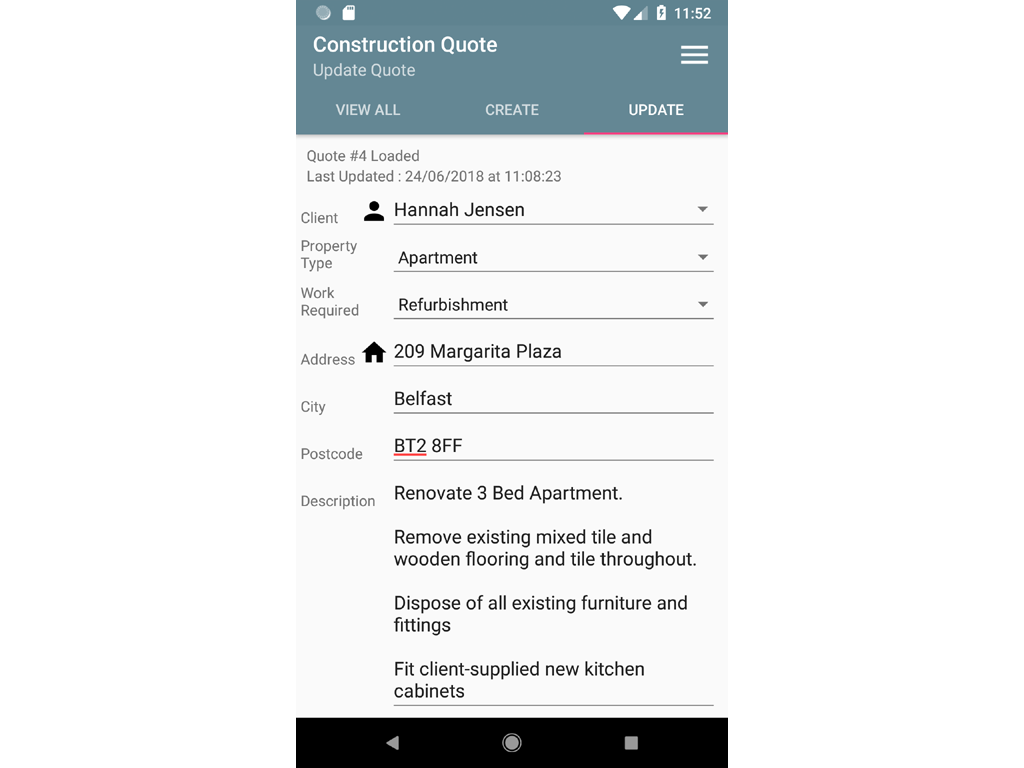 11:52
Construction Quote
Update Quote
VIEW ALL CREATE UPDATE
Quote #4 Loaded
Last Updated : 24/06/2018 at 11:08:23
Client Hannah Jensen
Property
Type Apartment
Work
Required Refurbishment
Address 209 Margarita Plaza
City Belfast
Postcode BT2 8FF
Description Renovate 3 Bed Apartment.
Remove existing mixed tile and
wooden flooring and tile throughout.
Dispose of all existing furniture and
fittings
Fit client-supplied new kitchen
cabinets